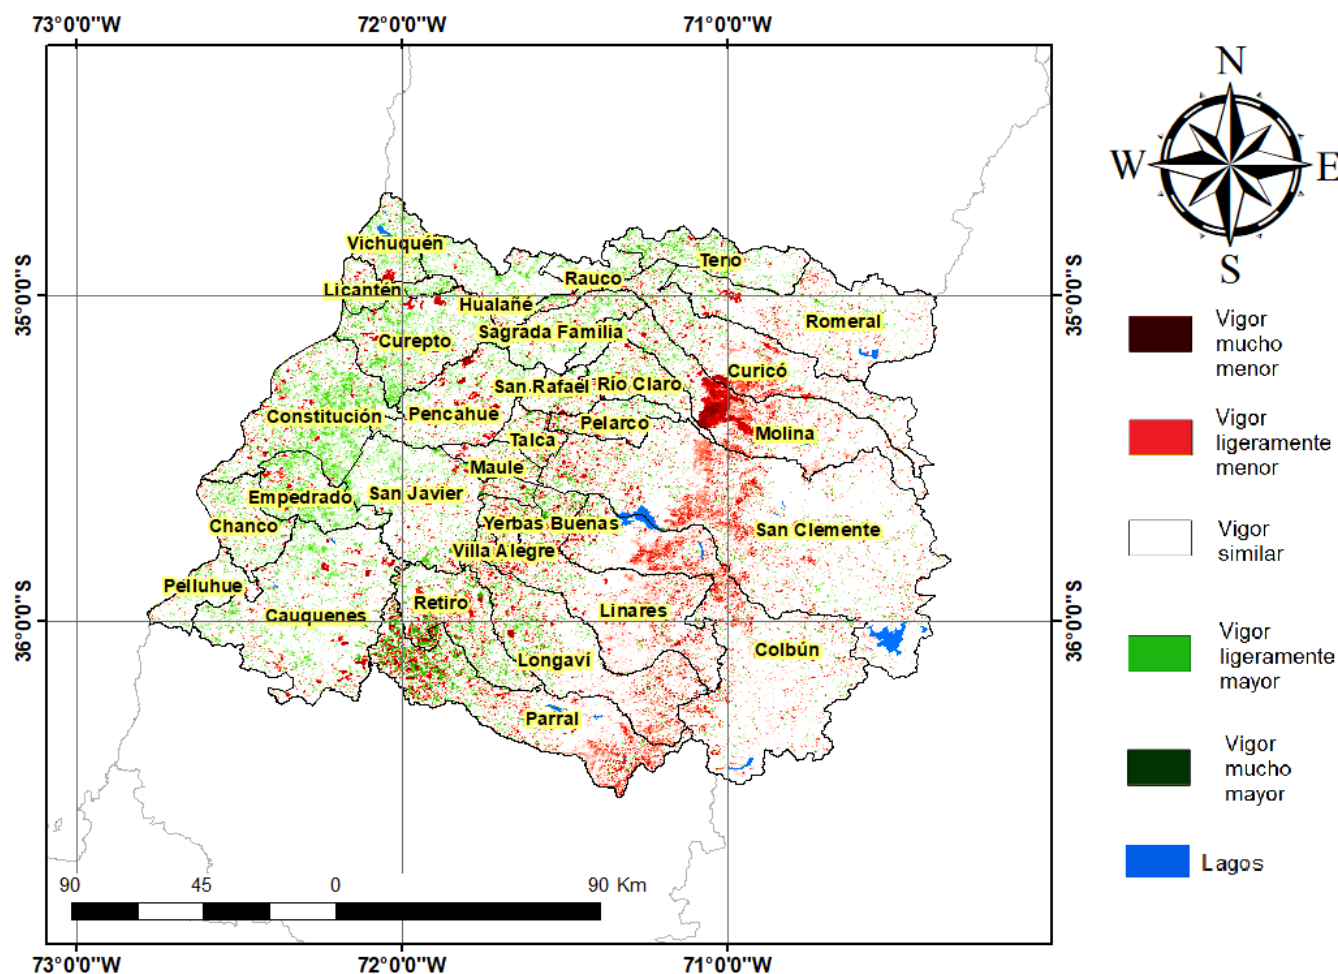 73°0'0"W 72°0'0"W 71°0'0"W
N
W E
S
35°0'0"S 35°0'0"S
36°0'0"S 36°0'0"S
Vichuquén
Teno
Rauco
Licantén
Hualañé
Romeral
Sagrada Familia
Curepto
Curicó
San Rafael
Río Claro
Constitución
Pencahue
Pelarco
Molina
Talca
Maule
Empedrado
San Javier
Chanco
Yerbas Buenas
San Clemente
Villa Alegre
Pelluhue
Retiro
Cauquenes
Linares
Colbún
Longaví
Parral
Vigor
mucho
menor
Vigor
ligeramente
menor
Vigor
similar
Vigor
ligeramente
mayor
Vigor
mucho
mayor
Lagos
90 45 0 90 Km
73°0'0"W 72°0'0"W 71°0'0"W